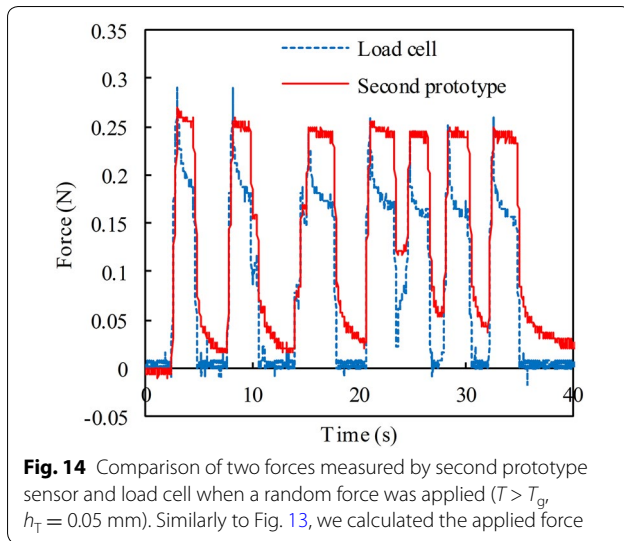 0.35
0.3
0.25
0.2
0.15
0.1
0.05
0
-0.05
Force (N)
Load cell
Second prototype
0 10 20 30 40
Time (s)
Fig. 14 Comparison of two forces measured by second prototype
sensor and load cell when a random force was applied (T > Tg,
hT = 0.05 mm). Similarly to Fig. 13, we calculated the applied force